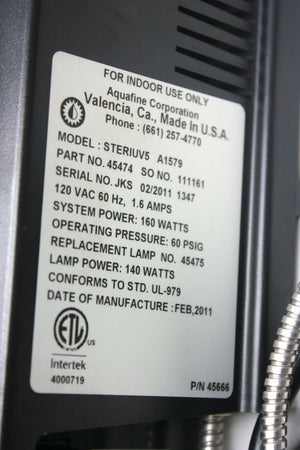 FOR INDOOR USE ONLY
Aquafine Corporation
Valencia, Ca., Made In U.S.A.
Phone : (661) 257-4770
MODEL : STERIUV5 A1579
PART NO. 45474 SO NO. 111161
SERIAL NO. JKS 02/2011 1347
120 VAC 60 Hz, 1.6 AMPS
SYSTEM POWER: 160 WATTS
OPERATING PRESSURE: 60 PSIG
REPLACEMENT LAMP NO. 45475
LAMP POWER: 140 WATTS
CONFORMS TO STD. UL-979
DATE OF MANUFACTURE :FEB,2011
ETL
US
Intertek
4000719
P/N 45666